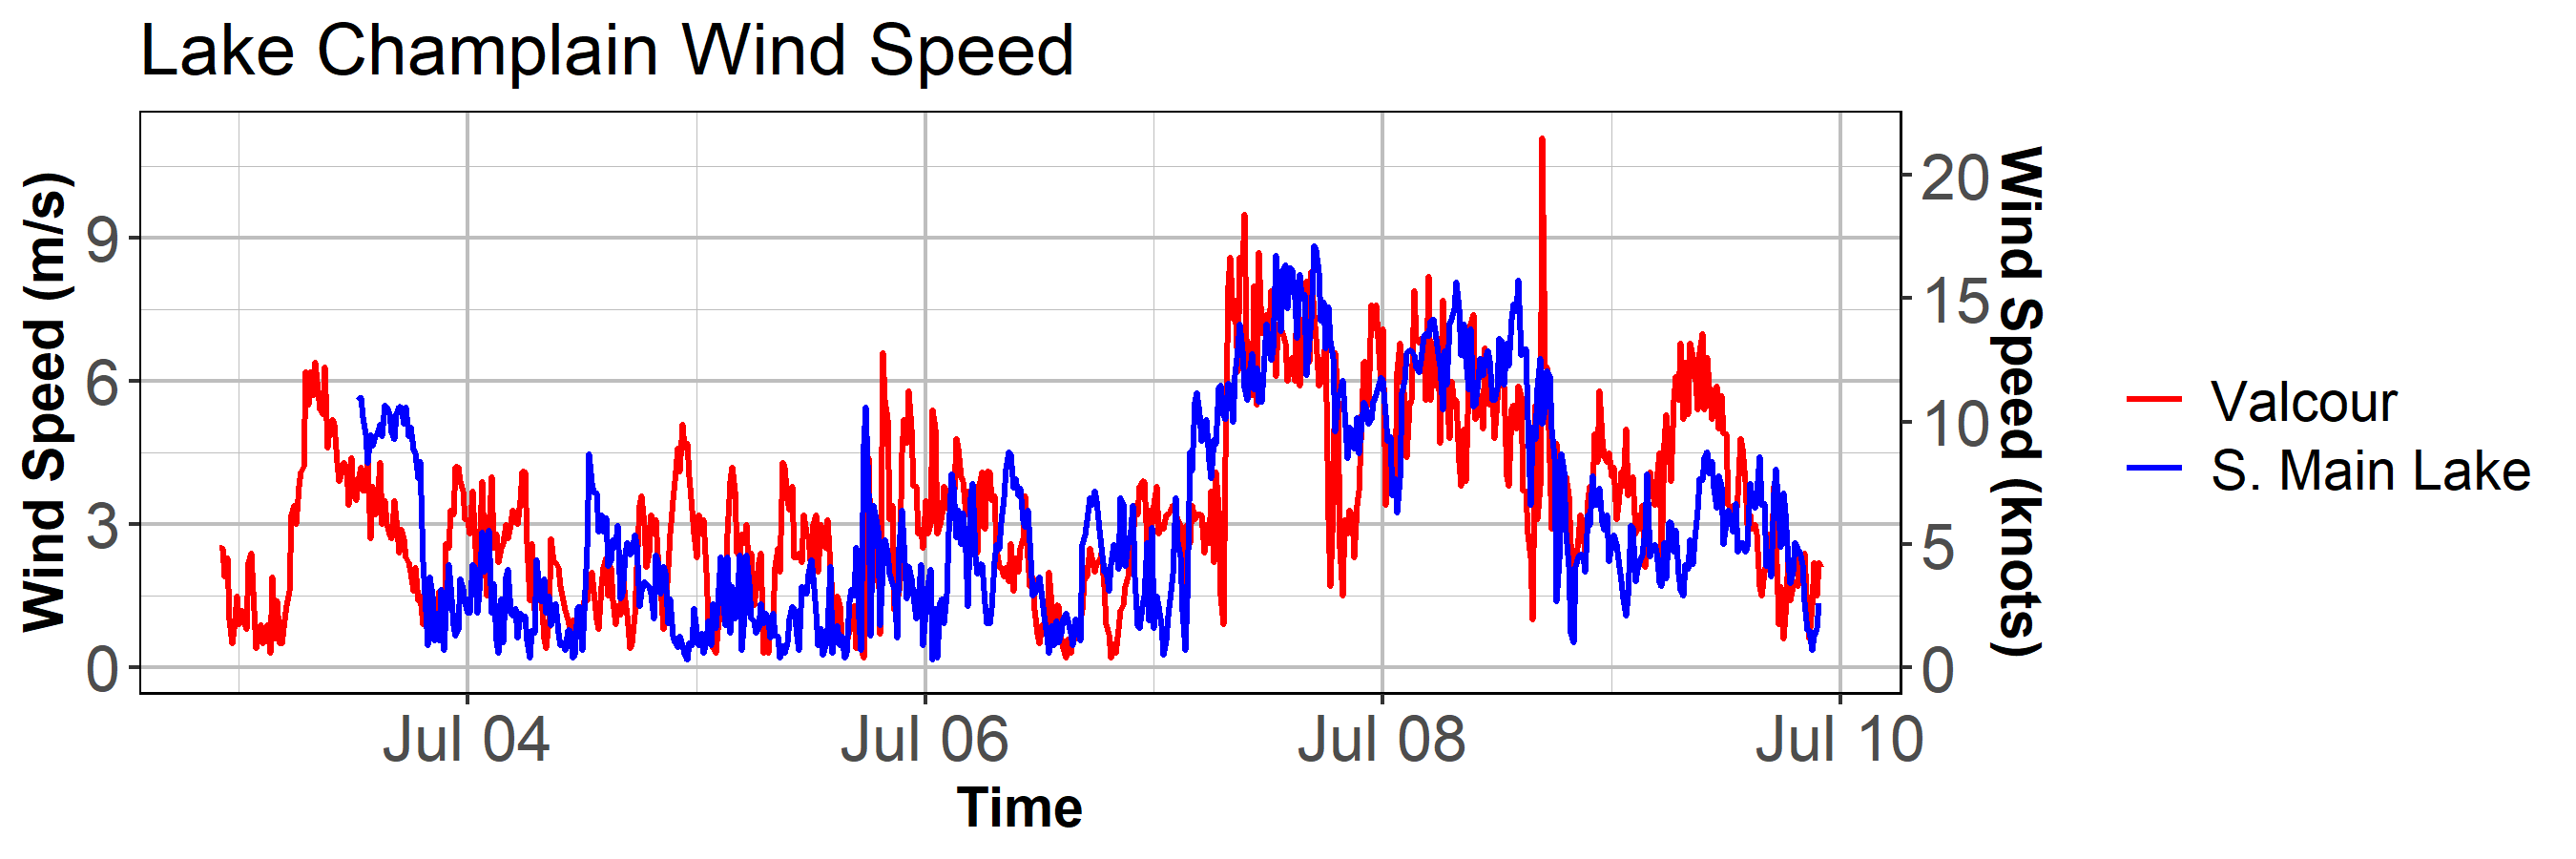 Lake Champlain Wind Speed
Wind Speed (m/s)
9
6
3
0
20
15
10
5
0
Wind Speed (knots)
Jul 04
Jul 06
Jul 08
Jul 10
Time
Valcour
S. Main Lake